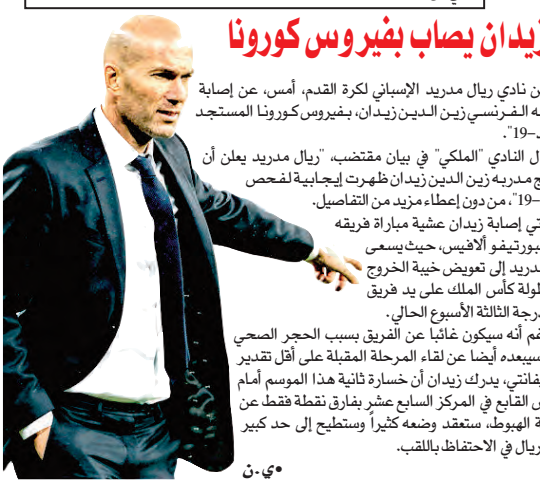 زيدان يصاب بفيروس كورونا
ن نادي ريال مدريد الإسباني لكرة القدم، أمس، عن إصابة
ه الفرنسي زين الدين زيدان، بفيروس كورونا المستجد
د–19".
ل النادي "الملكي" في بيان مقتضب، "ريال مدريد يعلن أن
ج مدربه زين الدين زيدان ظهرت إيجابية لفحص
–19"، من دون إعطاء مزيد من التفاصيل.
تي إصابة زيدان عشية مباراة فريقه
يبورتيفو ألافيس، حيث يسعى
مدريد إلى تعويض خيبة الخروج
طولة كأس الملك على يد فريق
درجة الثالثة الأسبوع الحالي.
غم أنه سيكون غائبا عن الفريق بسبب الحجر الصحي
سيبعده أيضا عن لقاء المرحلة المقبلة على أقل تقدير
يفانتي، يدرك زيدان أن خسارة ثانية هذا الموسم أمام
س القابع في المركز السابع عشر بفارق نقطة فقط عن
ة الهبوط، ستعقد وضعه كثيراً وستطيح إلى حد كبير
ريال في الاحتفاظ باللقب.
•ي.ن